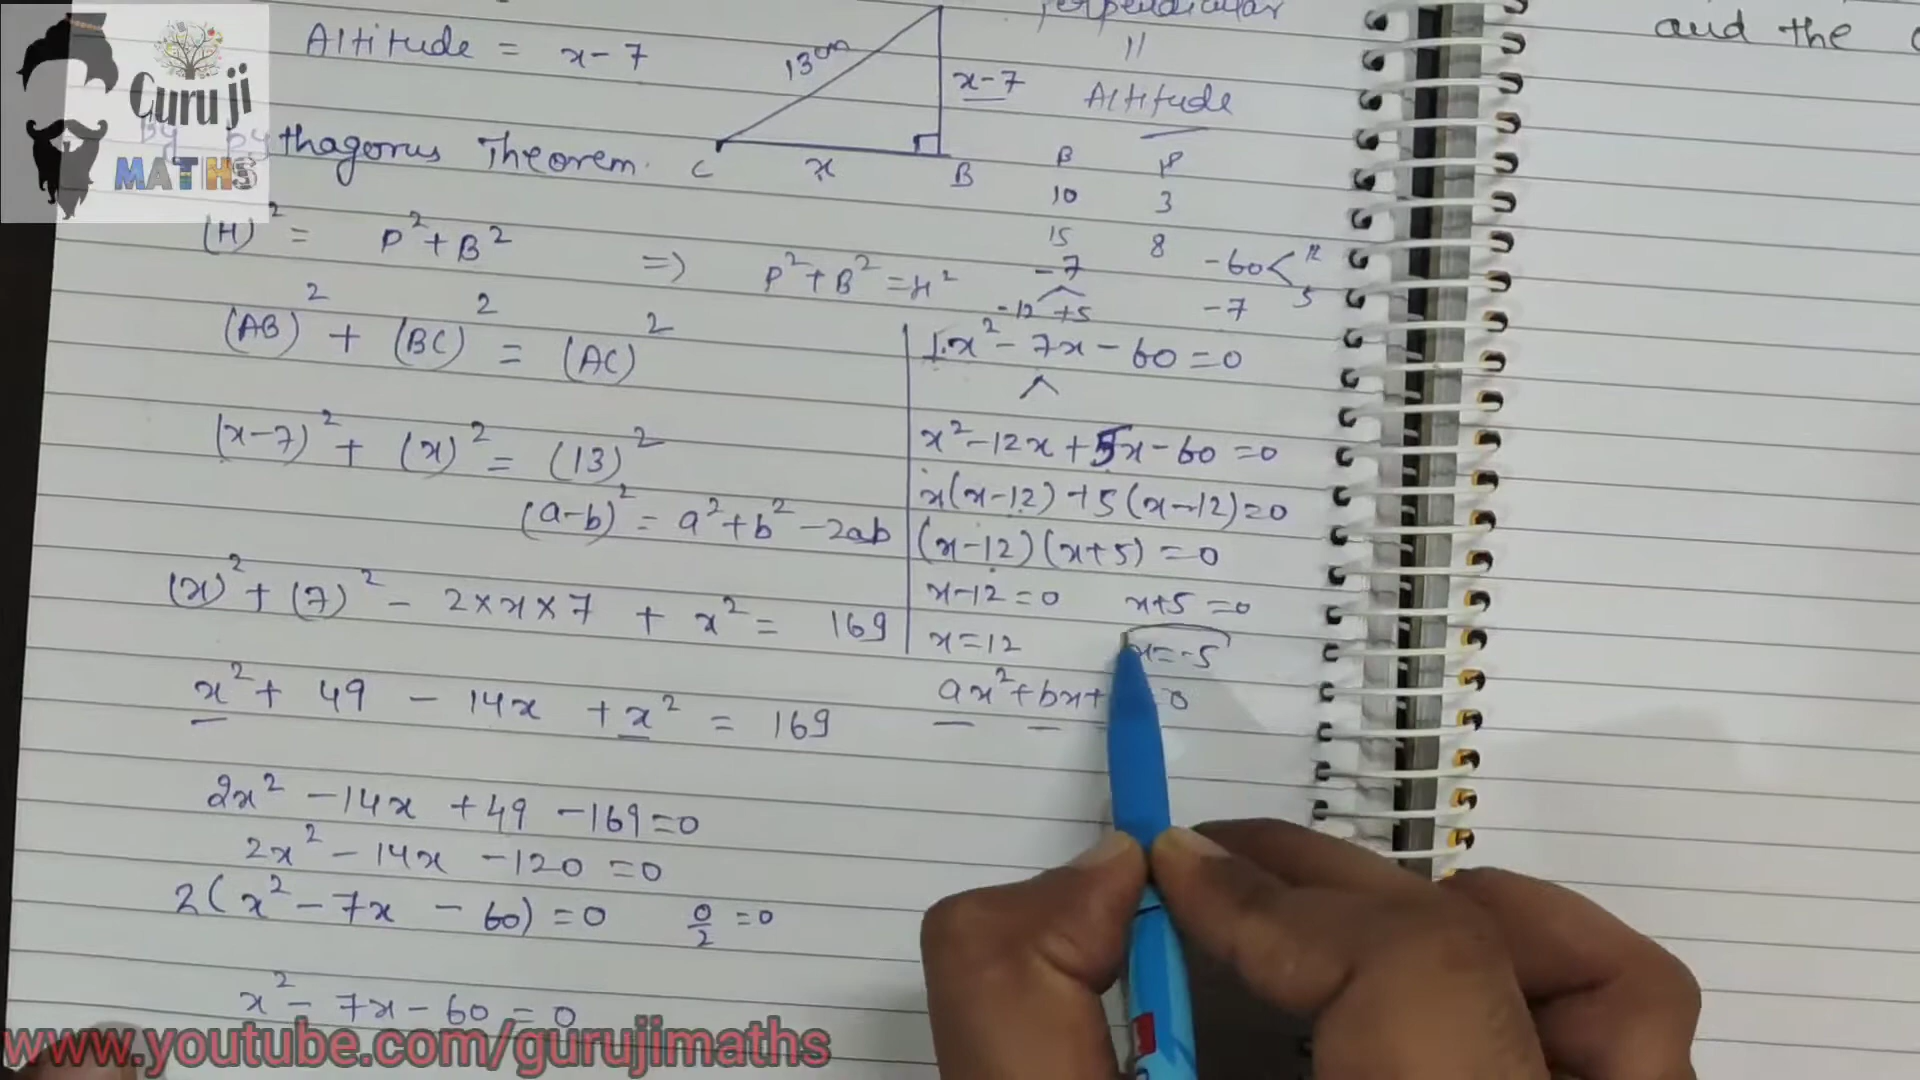 Guru ji
MATHS
Altitude = x-7
By Pythagorus Theorem.
13cm
x-7
C x B
Perpendicular
||
Altitude
B P
10 3
15 8
(H)² = P²+B² => P²+B²=H²
(AB)² + (BC)² = (AC)²
(x-7)² + (x)² = (13)²
(a-b)² = a²+b²-2ab
(x)² + (7)² - 2×x×7 + x² = 169
x² + 49 - 14x + x² = 169
2x² - 14x + 49 - 169=0
2x² - 14x - 120 = 0
2(x² - 7x - 60) = 0 0/2 = 0
x² - 7x - 60 = 0
-7
-12 +5
-60< 12
5
-7
1.x² - 7x - 60 = 0
x² - 12x + 5x - 60 = 0
x(x-12) +5(x-12)=0
(x-12)(x+5) = 0
x-12=0 x+5=0
x=12 x=-5
ax²+bx+ 0
and the
www.youtube.com/gurujimaths